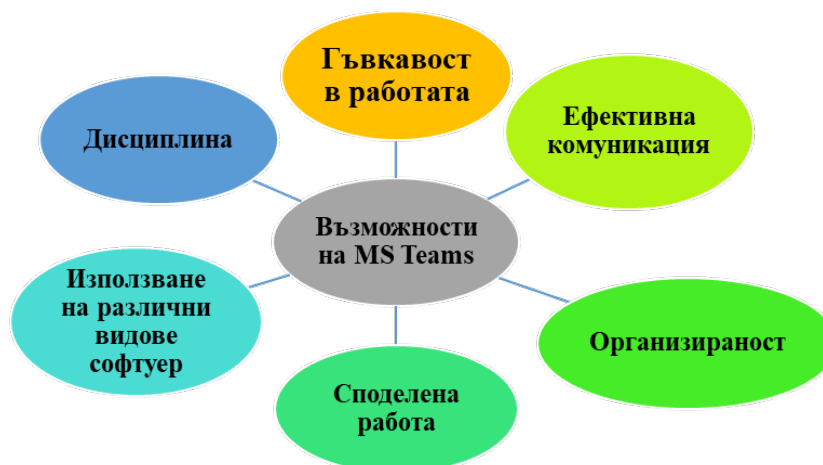 Гъвкавост
в работата
Ефективна
комуникация
Дисциплина
Възможности
на MS Teams
Използване
на различни
видове
софтуер
Организираност
Споделена
работа